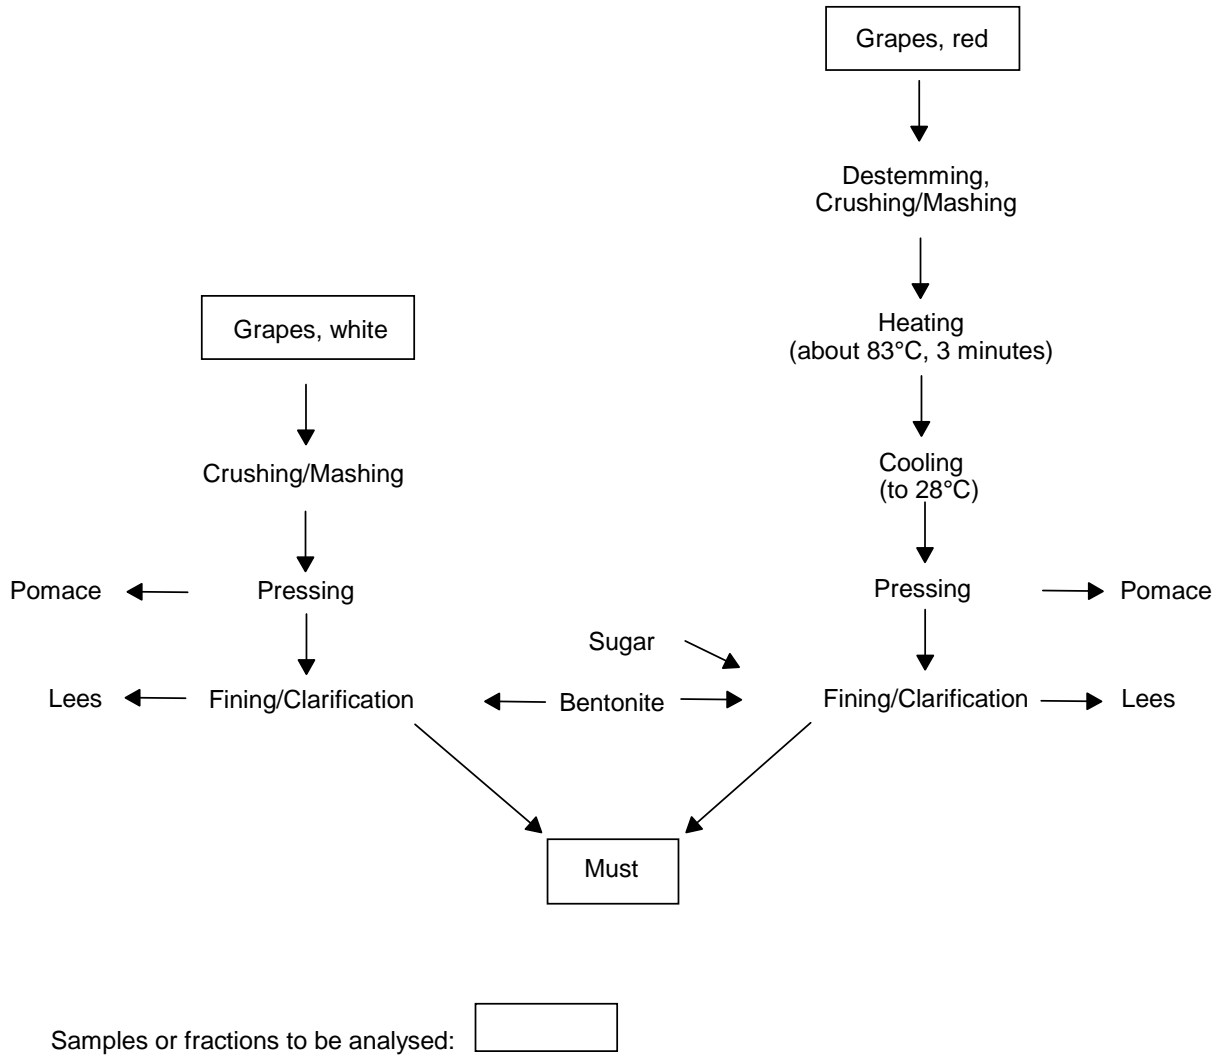 Grapes, red
Destemming,
Crushing/Mashing
Heating
(about 83°C, 3 minutes)
Grapes, white
Cooling
(to 28°C)
Crushing/Mashing
Pomace
Pressing
Pressing
Pomace
Sugar
Lees
Fining/Clarification
Bentonite
Fining/Clarification
Lees
Must
Samples or fractions to be analysed: